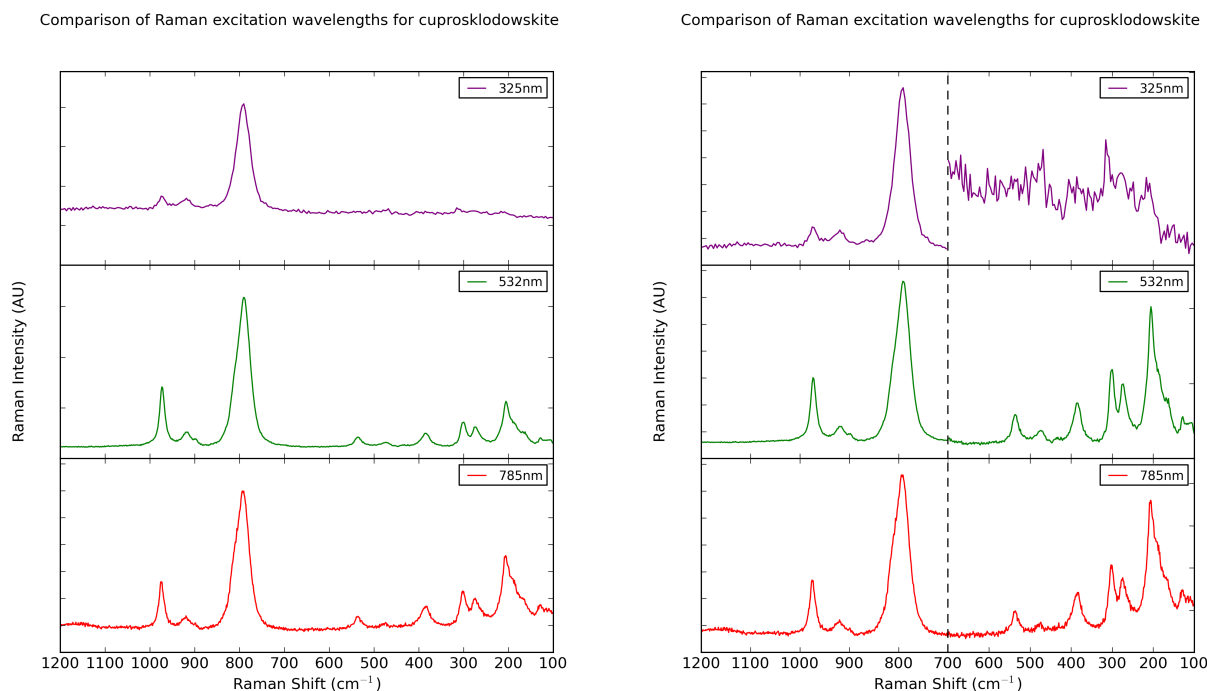 Comparison of Raman excitation wavelengths for cuprosklodowskite
325nm
532nm
785nm
Raman Intensity (AU)
1200 1100 1000 900 800 700 600 500 400 300 200 100
Raman Shift (cm⁻¹)
Comparison of Raman excitation wavelengths for cuprosklodowskite
325nm
532nm
785nm
Raman Intensity (AU)
1200 1100 1000 900 800 700 600 500 400 300 200 100
Raman Shift (cm⁻¹)